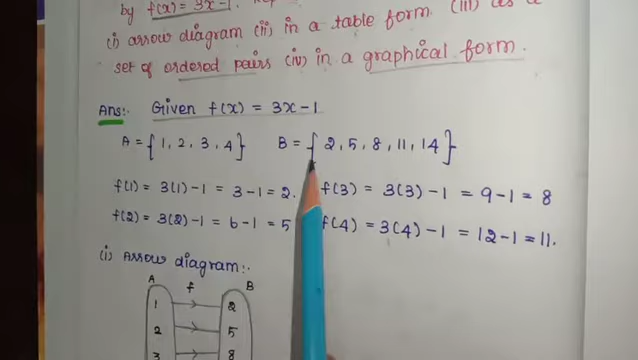 by f(x) = 3x-1.
(i) arrow diagram (ii) in a table form. (iii) as a
set of ordered pairs (iv) in a graphical form.
Ans:- Given f(x) = 3x-1
A = {1, 2, 3, 4} B = {2, 5, 8, 11, 14}
f(1) = 3(1)-1 = 3-1 = 2. f(3) = 3(3)-1 = 9-1 = 8
f(2) = 3(2)-1 = 6-1 = 5 f(4) = 3(4)-1 = 12-1 = 11.
(i) Arrow diagram:-
A f B
1 2
2 5
3 8